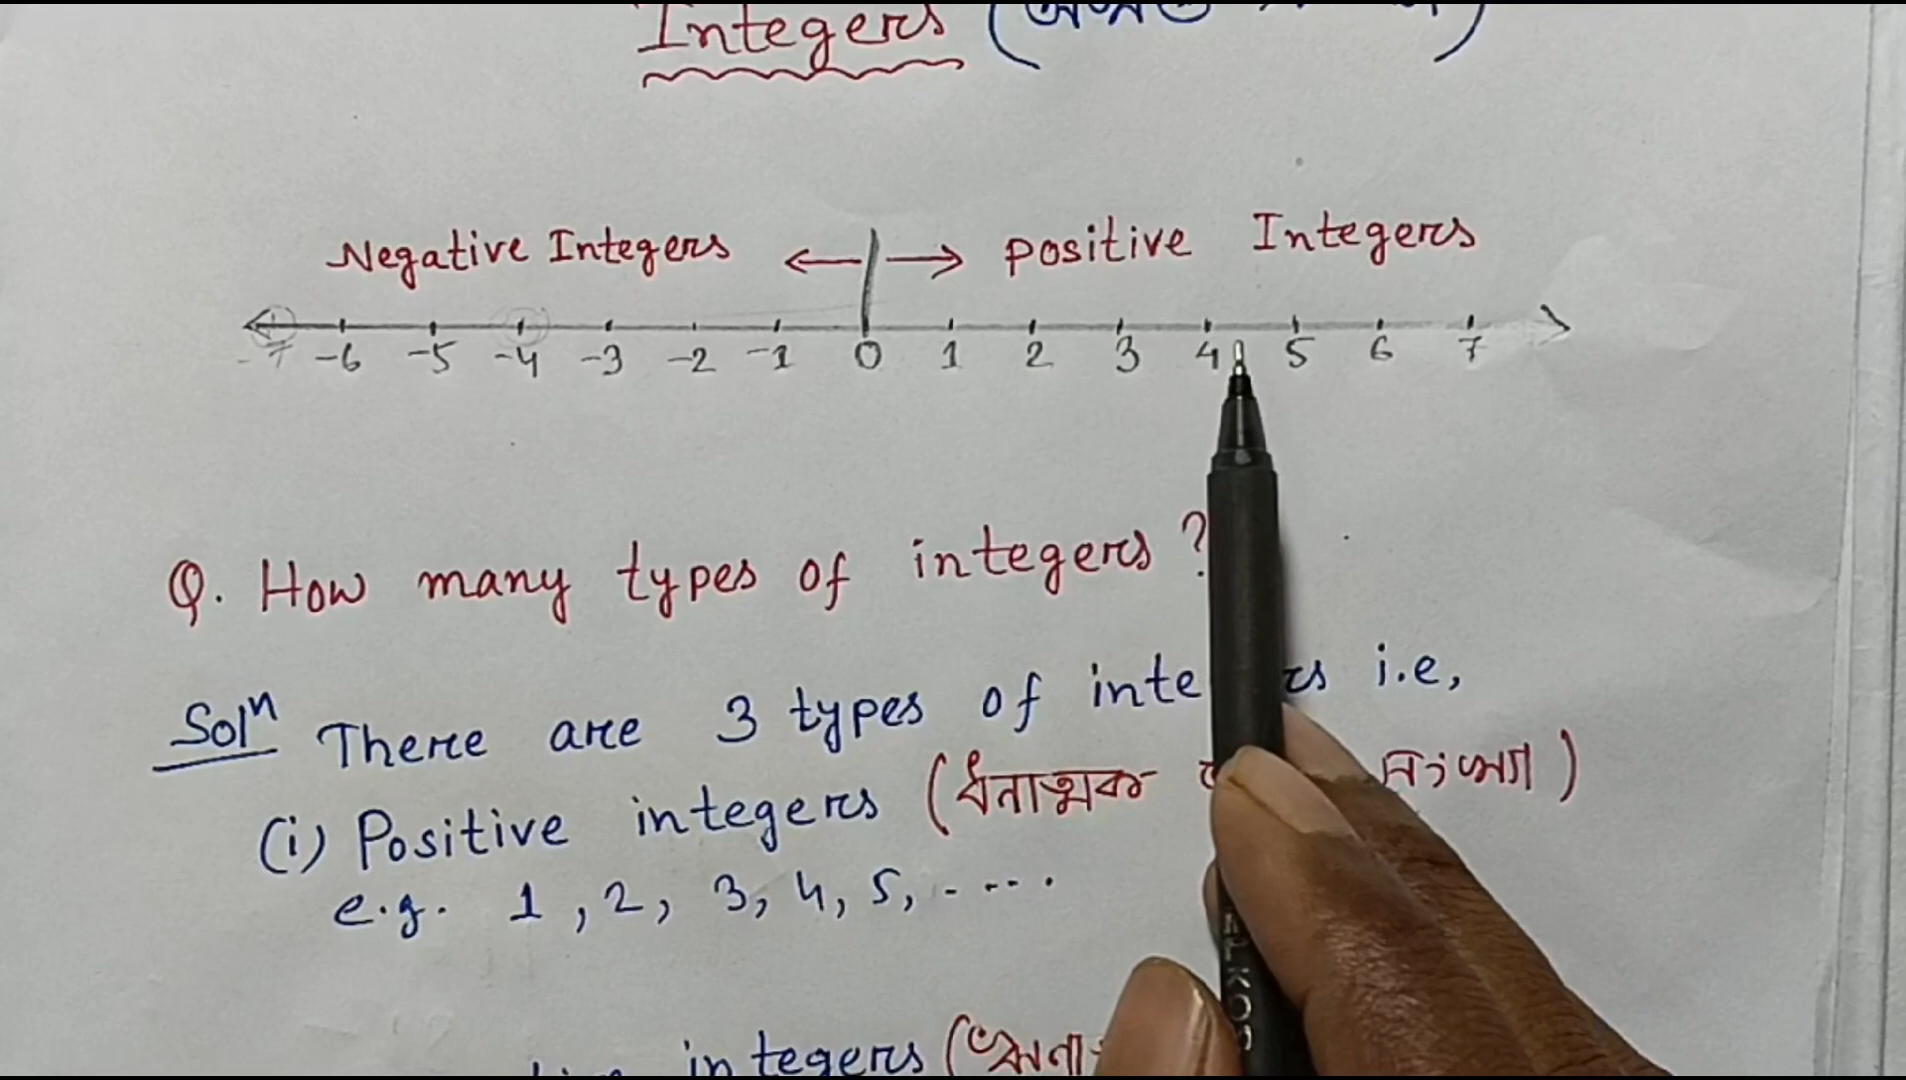 Integers (
Negative Integers ← → Positive Integers
-7 -6 -5 -4 -3 -2 -1 0 1 2 3 4 5 6 7
Q. How many types of integers ?
Solⁿ There are 3 types of inte rs i.e,
(i) Positive integers (ধনাত্মক সংখ্যা)
e.g. 1, 2, 3, 4, 5, ....
integers (